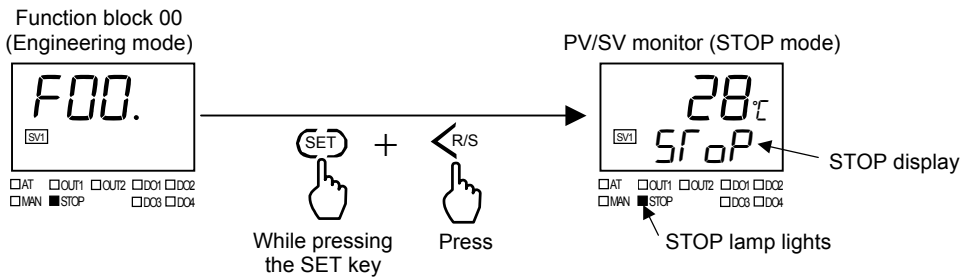 Function block 00
(Engineering mode)
F00.
SV1
AT OUT1 OUT2 DO1 DO2
MAN STOP DO3 DO4
SET + <R/S
While pressing
the SET key
Press
PV/SV monitor (STOP mode)
28℃
SV1
SToP
STOP display
AT OUT1 OUT2 DO1 DO2
MAN STOP DO3 DO4
STOP lamp lights